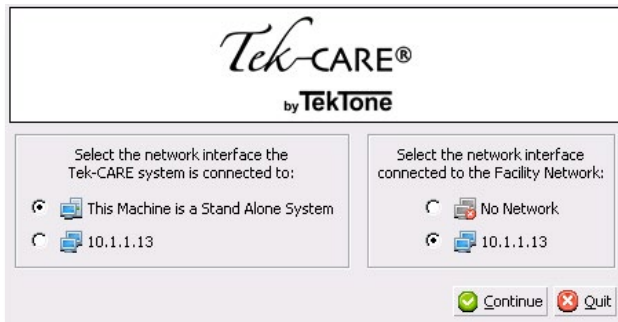 Tek-CARE®
by TekTone
Select the network interface the
Tek-CARE system is connected to:
This Machine is a Stand Alone System
10.1.1.13
Select the network interface
connected to the Facility Network:
No Network
10.1.1.13
Continue
Quit